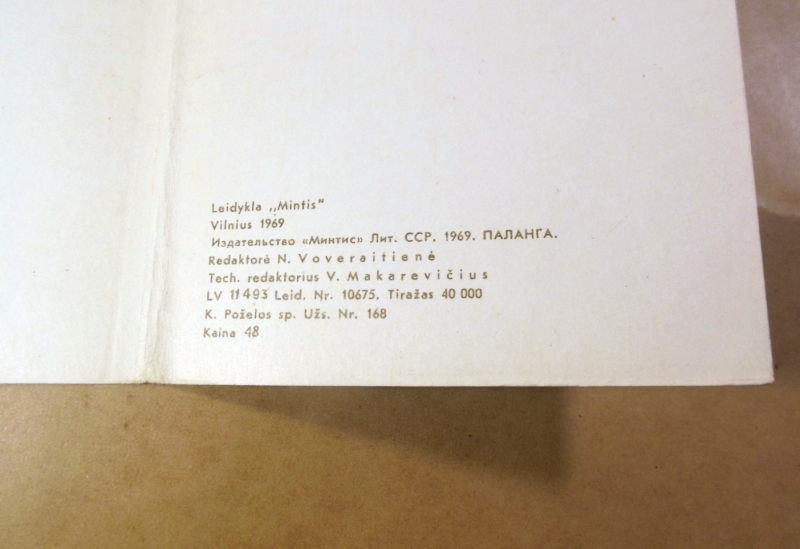 Leidykla „Mintis"
Vilnius 1969
Издательство «Минтис» Лит. ССР. 1969. ПАЛАНГА.
Redaktorė N. Voveraitienė
Tech. redaktorius V. Makarevičius
LV 11493 Leid. Nr. 10675. Tiražas 40 000
K. Poželos sp. Užs. Nr. 168
Kaina 48